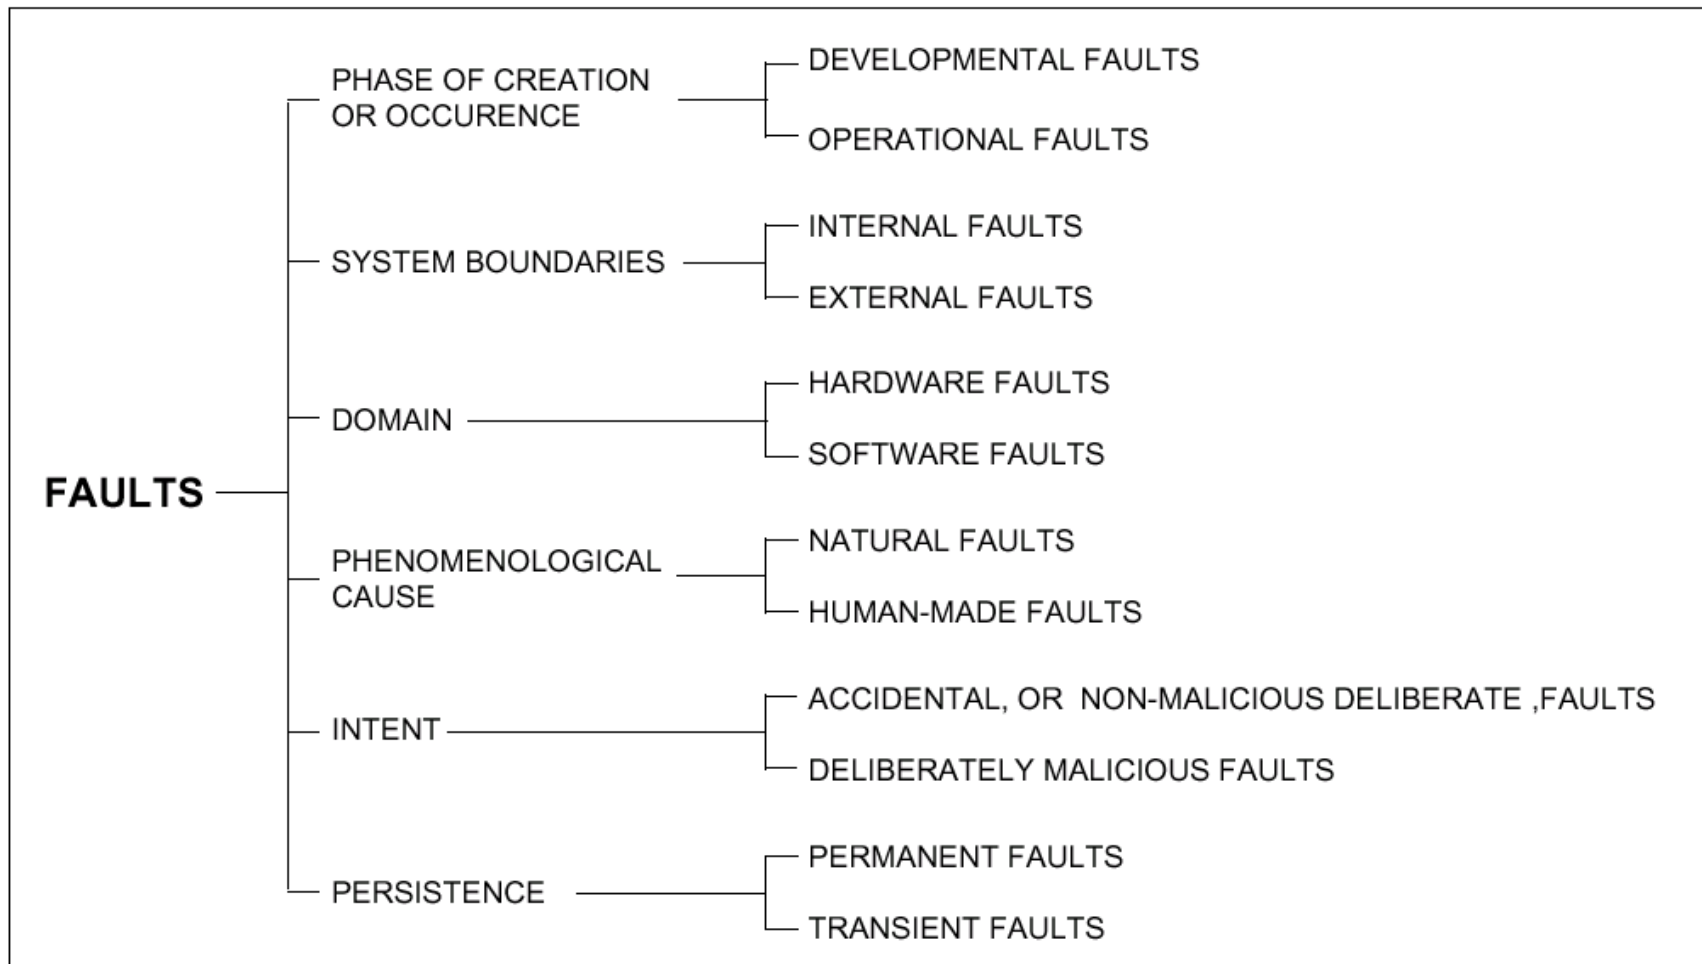 FAULTS
PHASE OF CREATION
OR OCCURENCE
DEVELOPMENTAL FAULTS
OPERATIONAL FAULTS
SYSTEM BOUNDARIES
INTERNAL FAULTS
EXTERNAL FAULTS
DOMAIN
HARDWARE FAULTS
SOFTWARE FAULTS
PHENOMENOLOGICAL
CAUSE
NATURAL FAULTS
HUMAN-MADE FAULTS
INTENT
ACCIDENTAL, OR NON-MALICIOUS DELIBERATE ,FAULTS
DELIBERATELY MALICIOUS FAULTS
PERSISTENCE
PERMANENT FAULTS
TRANSIENT FAULTS